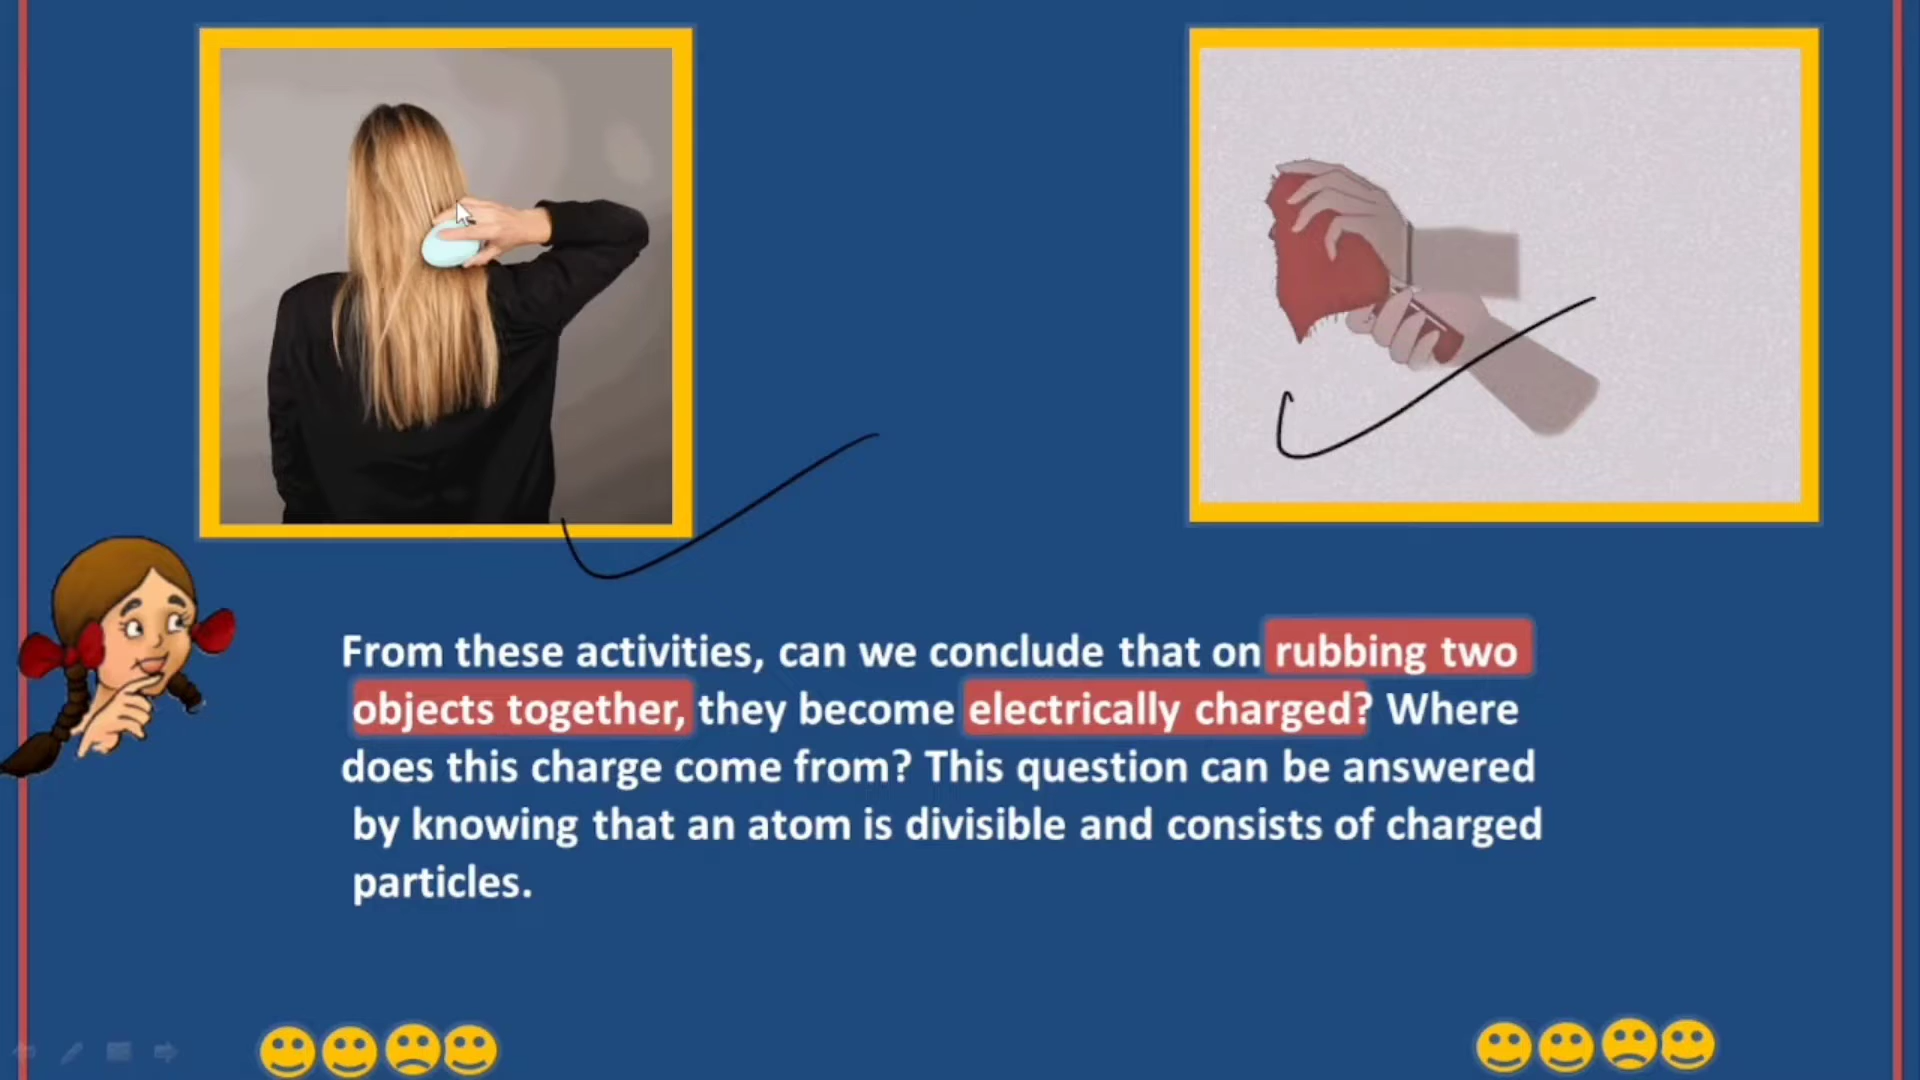 From these activities, can we conclude that on rubbing two
objects together, they become electrically charged? Where
does this charge come from? This question can be answered
by knowing that an atom is divisible and consists of charged
particles.